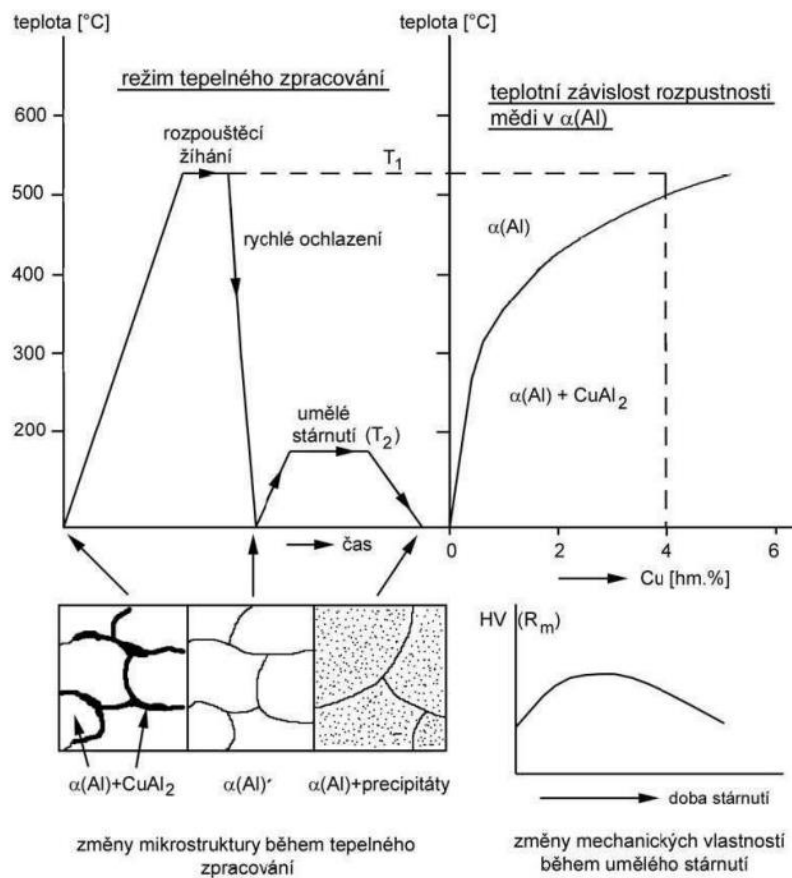 teplota [°C]
teplota [°C]
režim tepelného zpracování
teplotní závislost rozpustnosti
mědi v α(Al)
600
500
400
300
200
rozpouštěcí
žíhání
T₁
rychlé ochlazení
umělé
stárnutí (T₂)
čas
α(Al)
α(Al) + CuAl₂
0
2
4
6
Cu [hm.%]
α(Al)+CuAl₂
α(Al)´
α(Al)+precipitáty
změny mikrostruktury během tepelného
zpracování
HV (Rₘ)
doba stárnutí
změny mechanických vlastností
během umělého stárnutí